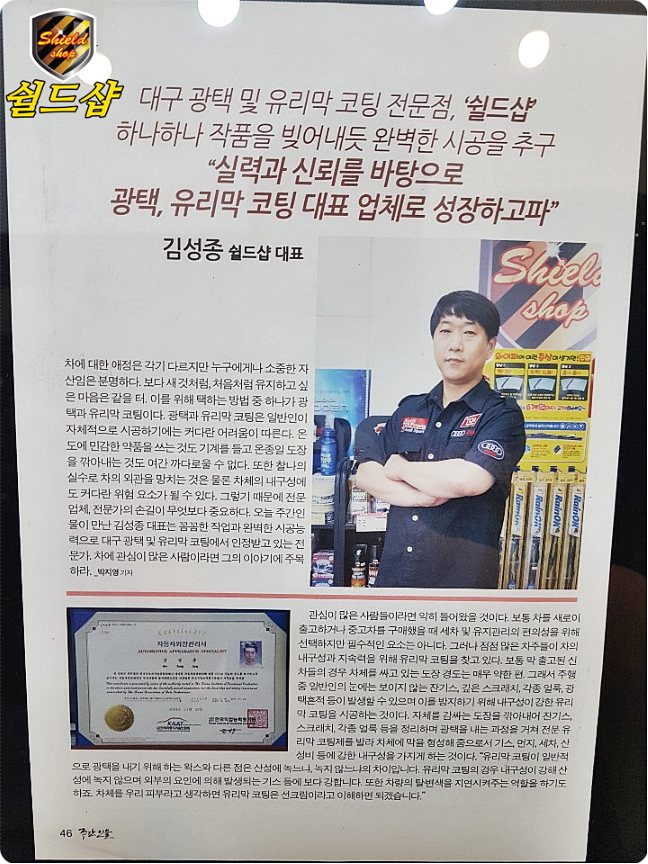 Shield
shop
쉴드샵
대구 광택 및 유리막 코팅 전문점, ‘쉴드샵’
하나하나 작품을 빚어내듯 완벽한 시공을 추구
“실력과 신뢰를 바탕으로
광택, 유리막 코팅 대표 업체로 성장하고파”
김성종 쉴드샵 대표
Shield
shop
차에 대한 애정은 각기 다르지만 누구에게나 소중한 자
산임은 분명하다. 보다 새것처럼, 처음처럼 유지하고 싶
은 마음은 같을 터. 이를 위해 택하는 방법 중 하나가 광
택과 유리막 코팅이다. 광택과 유리막 코팅은 일반인이
자체적으로 시공하기에는 커다란 어려움이 따른다. 온
도에 민감한 약품을 쓰는 것도 기계를 들고 온종일 도장
을 깎아내는 것도 여간 까다로울 수 없다. 또한 찰나의
실수로 차의 외관을 망치는 것은 물론 차체의 내구성에
도 커다란 위험 요소가 될 수 있다. 그렇기 때문에 전문
업체, 전문가의 손길이 무엇보다 중요하다. 오늘 주간인
물이 만난 김성종 대표는 꼼꼼한 작업과 완벽한 시공능
력으로 대구 광택 및 유리막 코팅에서 인정받고 있는 전
문가. 차에 관심이 많은 사람이라면 그의 이야기에 주목
하라. _박지영 기자
RainOK
RainOK
RainOK
자동차외장관리사
AUTOMOTIVE APPEARANCE SPECIALIST
KAAT
관심이 많은 사람들이라면 익히 들어왔을 것이다. 보통 차를 새로이
출고하거나 중고차를 구매했을 때 세차 및 유지관리의 편의성을 위해
선택하지만 필수적인 요소는 아니다. 그러나 점점 많은 차주들이 차의
내구성과 지속력을 위해 유리막 코팅을 찾고 있다. 보통 막 출고된 신
차들의 경우 차체를 싸고 있는 도장 경도는 매우 약한 편. 그래서 주행
중 일반인의 눈에는 보이지 않는 잔기스, 깊은 스크래치, 각종 얼룩, 광
택흔적 등이 발생할 수 있으며 이를 방지하기 위해 내구성이 강한 유리
막 코팅을 시공하는 것이다. 차체를 감싸는 도장을 깎아내어 잔기스,
스크래치, 각종 얼룩 등을 정리하며 광택을 내는 과정을 거쳐 전문 유
리 막코팅제를 발라 차체에 막을 형성해 줌으로서 기스, 먼지, 세차, 산
성비 등에 강한 내구성을 가지게 하는 것이다. “유리막 코팅이 일반적
으로 광택을 내기 위해 하는 왁스와 다른 점은 산성에 녹느냐, 녹지 않느냐의 차이입니다. 유리막 코팅의 경우 내구성이 강해 산
성에 녹지 않으며 외부의 요인에 의해 발생되는 기스 등에 보다 강합니다. 또한 차량의 탈변색을 지연시켜주는 역할을 하기도
하죠. 차체를 우리 피부라고 생각하면 유리막 코팅은 선크림이라고 이해하면 되겠습니다.”
46 주간인물